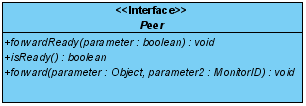 <<Interface>>
Peer
+forwardReady(parameter : boolean) : void
+isReady() : boolean
+forward(parameter : Object, parameter2 : MonitorID) : void